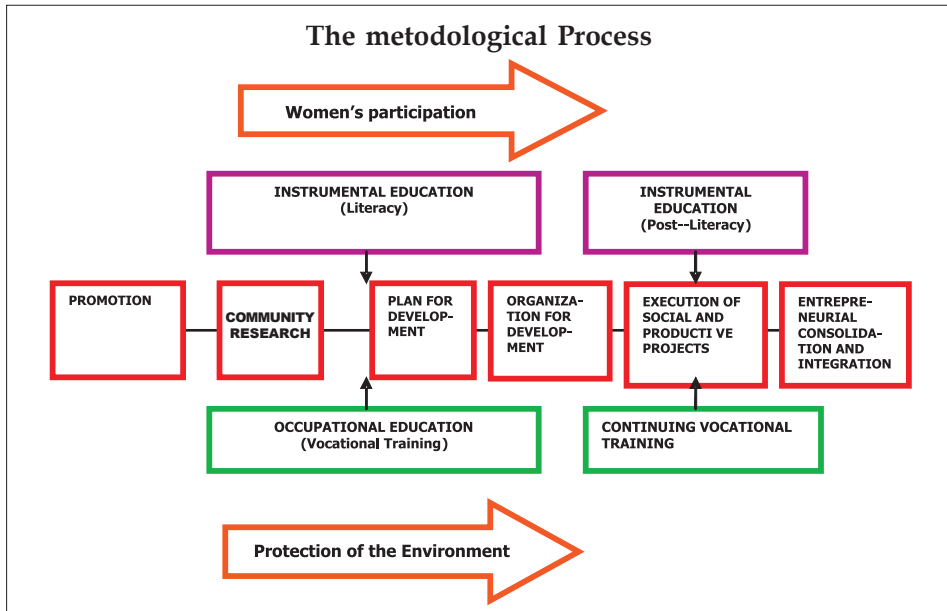 The metodological Process
Women's participation
INSTRUMENTAL EDUCATION
(Literacy)
INSTRUMENTAL
EDUCATION
(Post--Literacy)
PROMOTION
COMMUNITY
RESEARCH
PLAN FOR
DEVELOP-
MENT
ORGANIZA-
TION FOR
DEVELOP-
MENT
EXECUTION OF
SOCIAL AND
PRODUCTI VE
PROJECTS
ENTREPRE-
NEURIAL
CONSOLIDA-
TION AND
INTEGRATION
OCCUPATIONAL EDUCATION
(Vocational Training)
CONTINUING VOCATIONAL
TRAINING
Protection of the Environment